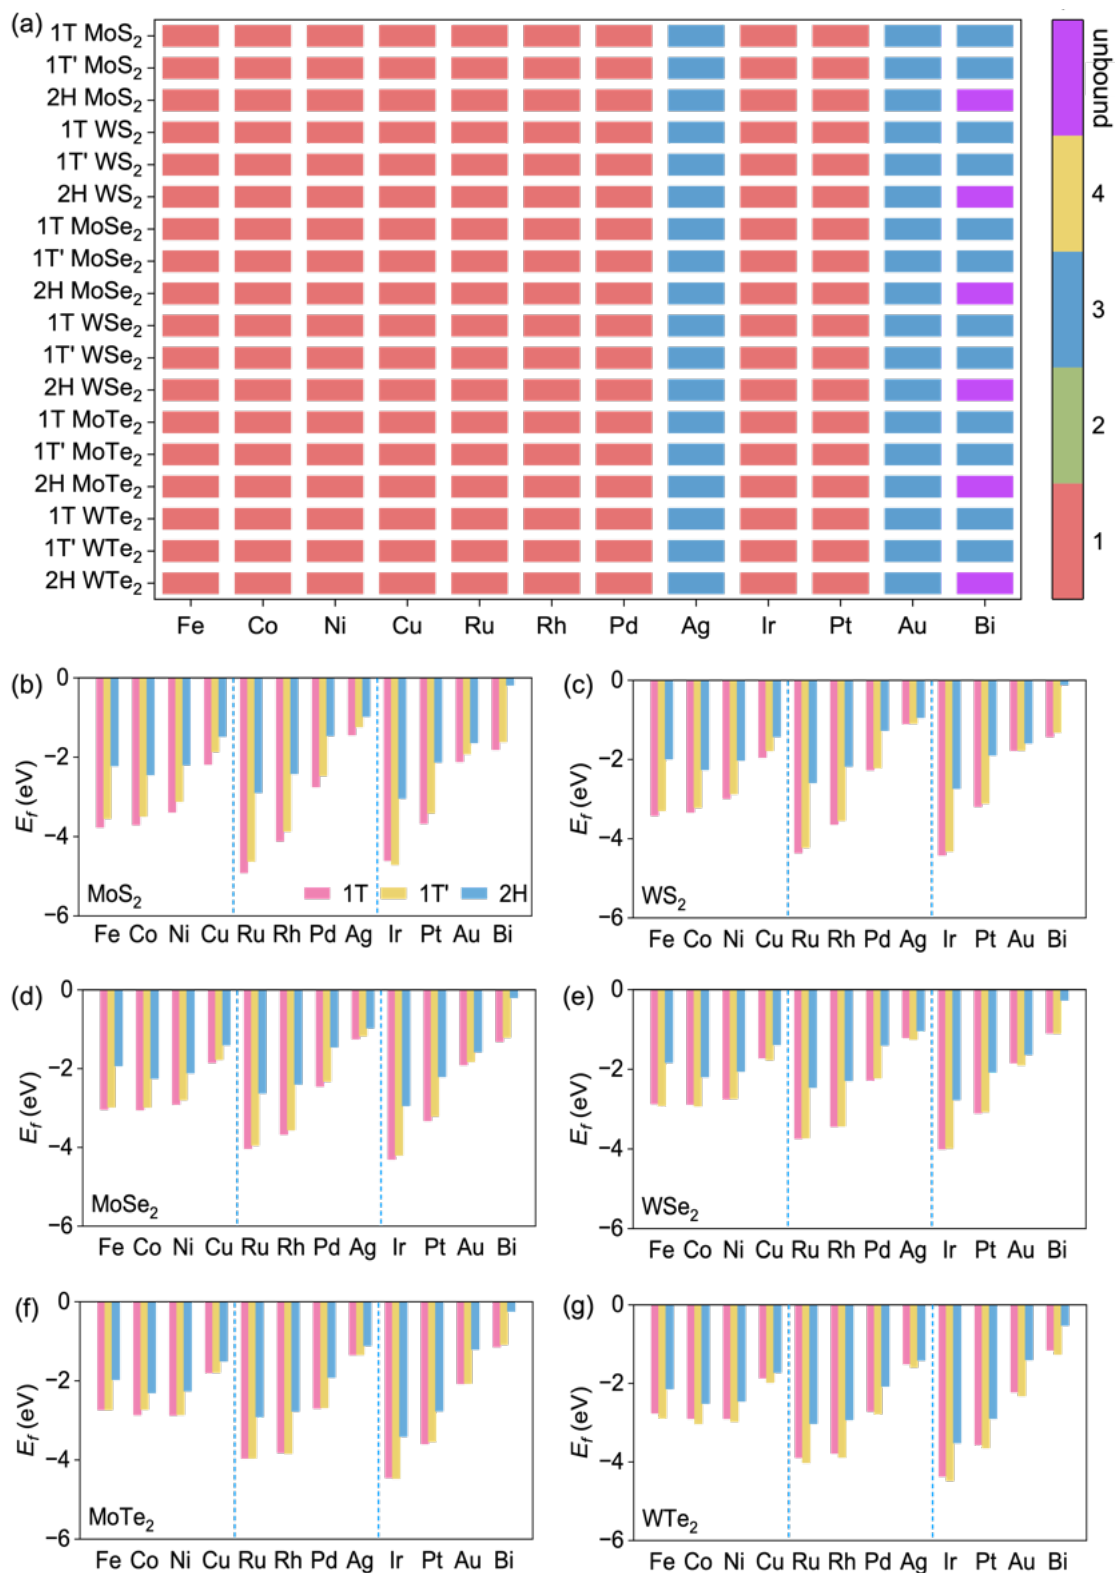 (a)
1T MoS₂
1T' MoS₂
2H MoS₂
1T WS₂
1T' WS₂
2H WS₂
1T MoSe₂
1T' MoSe₂
2H MoSe₂
1T WSe₂
1T' WSe₂
2H WSe₂
1T MoTe₂
1T' MoTe₂
2H MoTe₂
1T WTe₂
1T' WTe₂
2H WTe₂
Fe Co Ni Cu Ru Rh Pd Ag Ir Pt Au Bi
unbound
4
3
2
1
(b)
0
−2
−4
−6
E_f (eV)
MoS₂
1T 1T' 2H
Fe Co Ni Cu Ru Rh Pd Ag Ir Pt Au Bi
(c)
0
−2
−4
−6
E_f (eV)
WS₂
Fe Co Ni Cu Ru Rh Pd Ag Ir Pt Au Bi
(d)
0
−2
−4
−6
E_f (eV)
MoSe₂
Fe Co Ni Cu Ru Rh Pd Ag Ir Pt Au Bi
(e)
0
−2
−4
−6
E_f (eV)
WSe₂
Fe Co Ni Cu Ru Rh Pd Ag Ir Pt Au Bi
(f)
0
−2
−4
−6
E_f (eV)
MoTe₂
Fe Co Ni Cu Ru Rh Pd Ag Ir Pt Au Bi
(g)
0
−2
−4
−6
E_f (eV)
WTe₂
Fe Co Ni Cu Ru Rh Pd Ag Ir Pt Au Bi